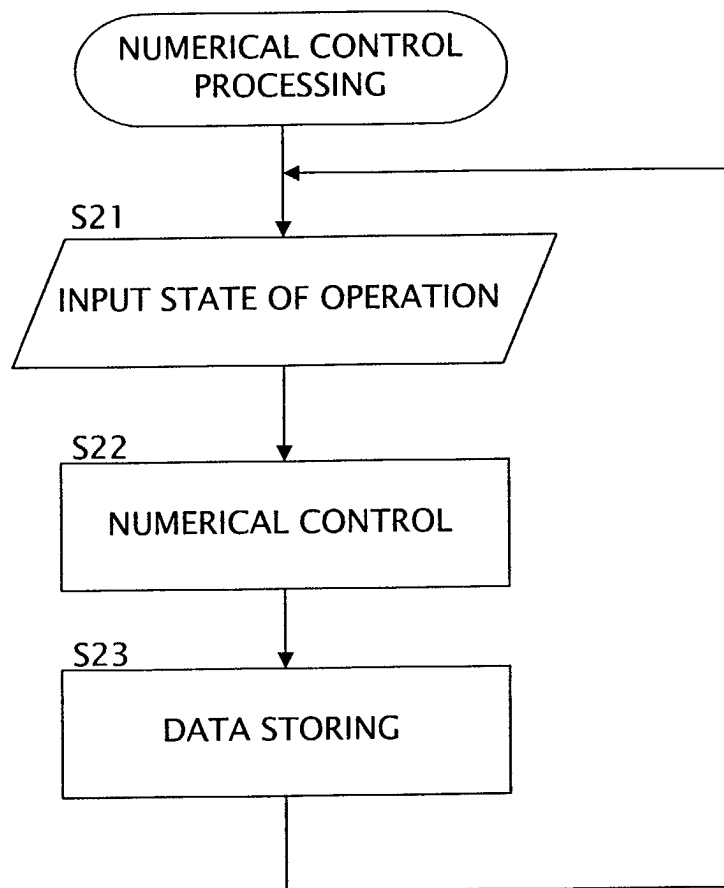 NUMERICAL CONTROL
PROCESSING
S21
INPUT STATE OF OPERATION
S22
NUMERICAL CONTROL
S23
DATA STORING